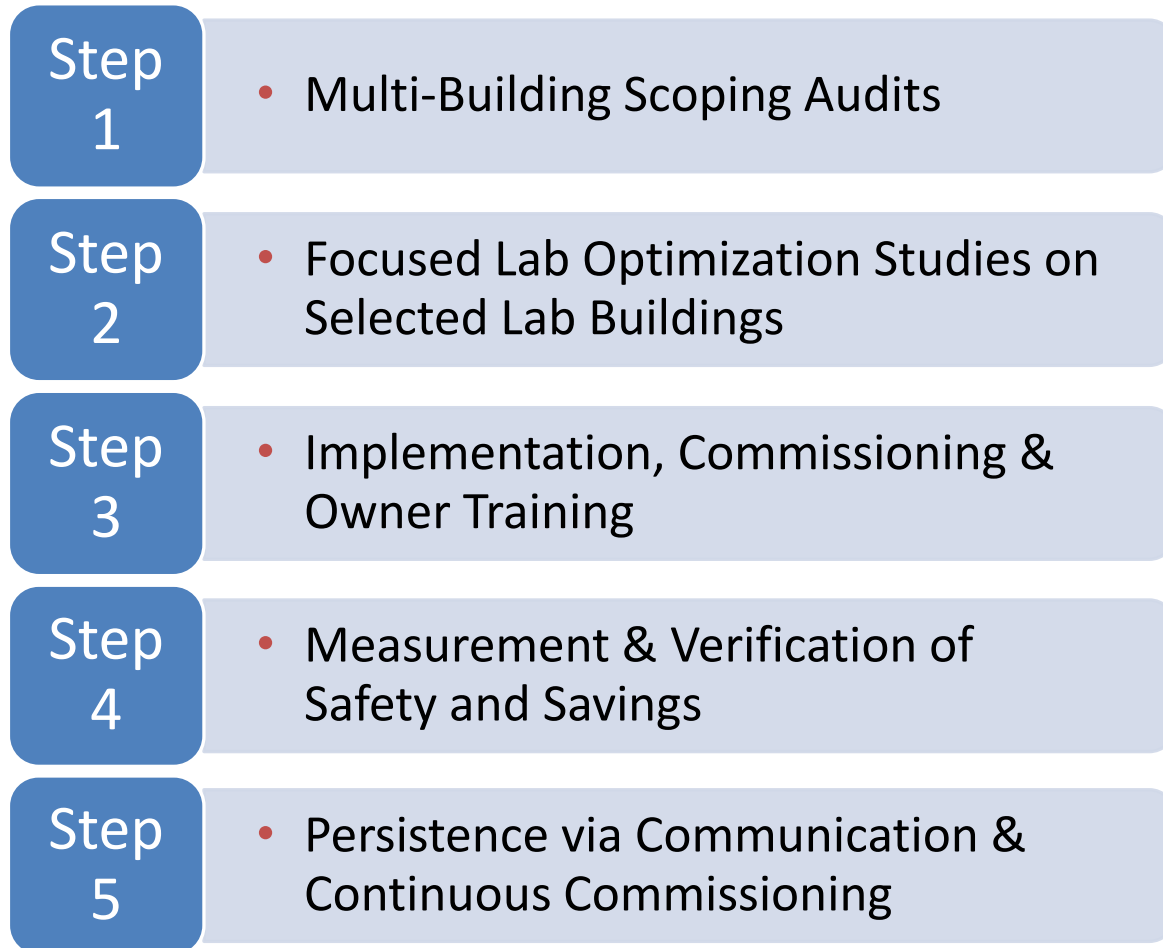 Step
1
• Multi-Building Scoping Audits
Step
2
• Focused Lab Optimization Studies on
Selected Lab Buildings
Step
3
• Implementation, Commissioning &
Owner Training
Step
4
• Measurement & Verification of
Safety and Savings
Step
5
• Persistence via Communication &
Continuous Commissioning